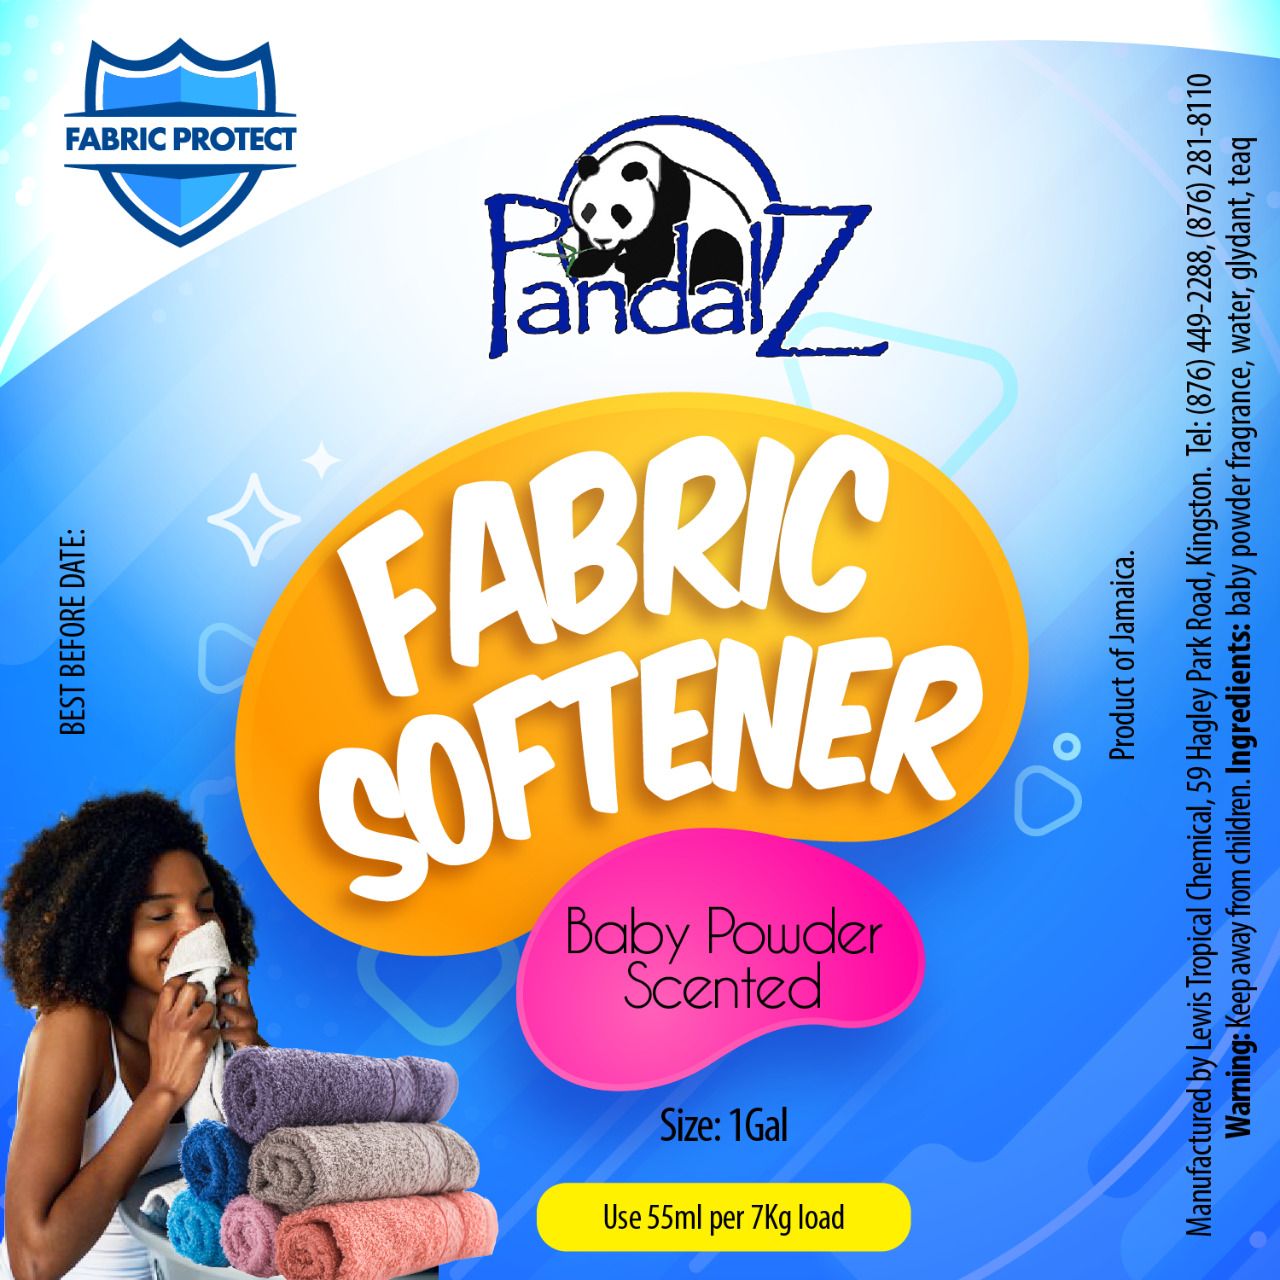 FABRIC PROTECT
PandaZ
FABRIC
SOFTENER
Baby Powder
Scented
Size: 1Gal
Use 55ml per 7Kg load
BEST BEFORE DATE:
Product of Jamaica.
Manufactured by Lewis Tropical Chemical, 59 Hagley Park Road, Kingston. Tel: (876) 449-2288, (876) 281-8110
Warning: Keep away from children. Ingredients: baby powder fragrance, water, glydant, teaq